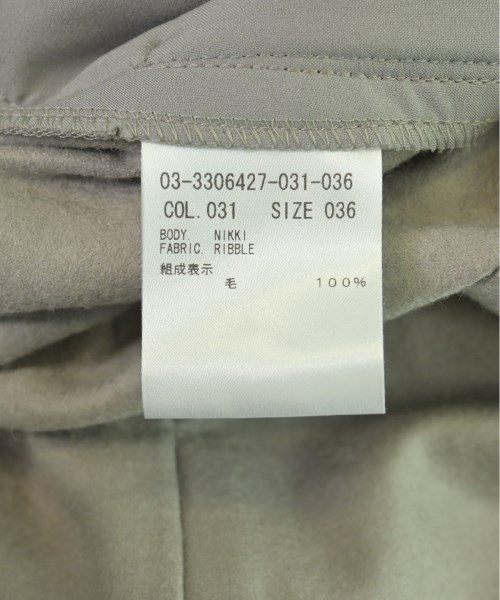 03-3306427-031-036
COL. 031 SIZE 036
BODY. NIKKI
FABRIC. RIBBLE
組成表示
毛 100%